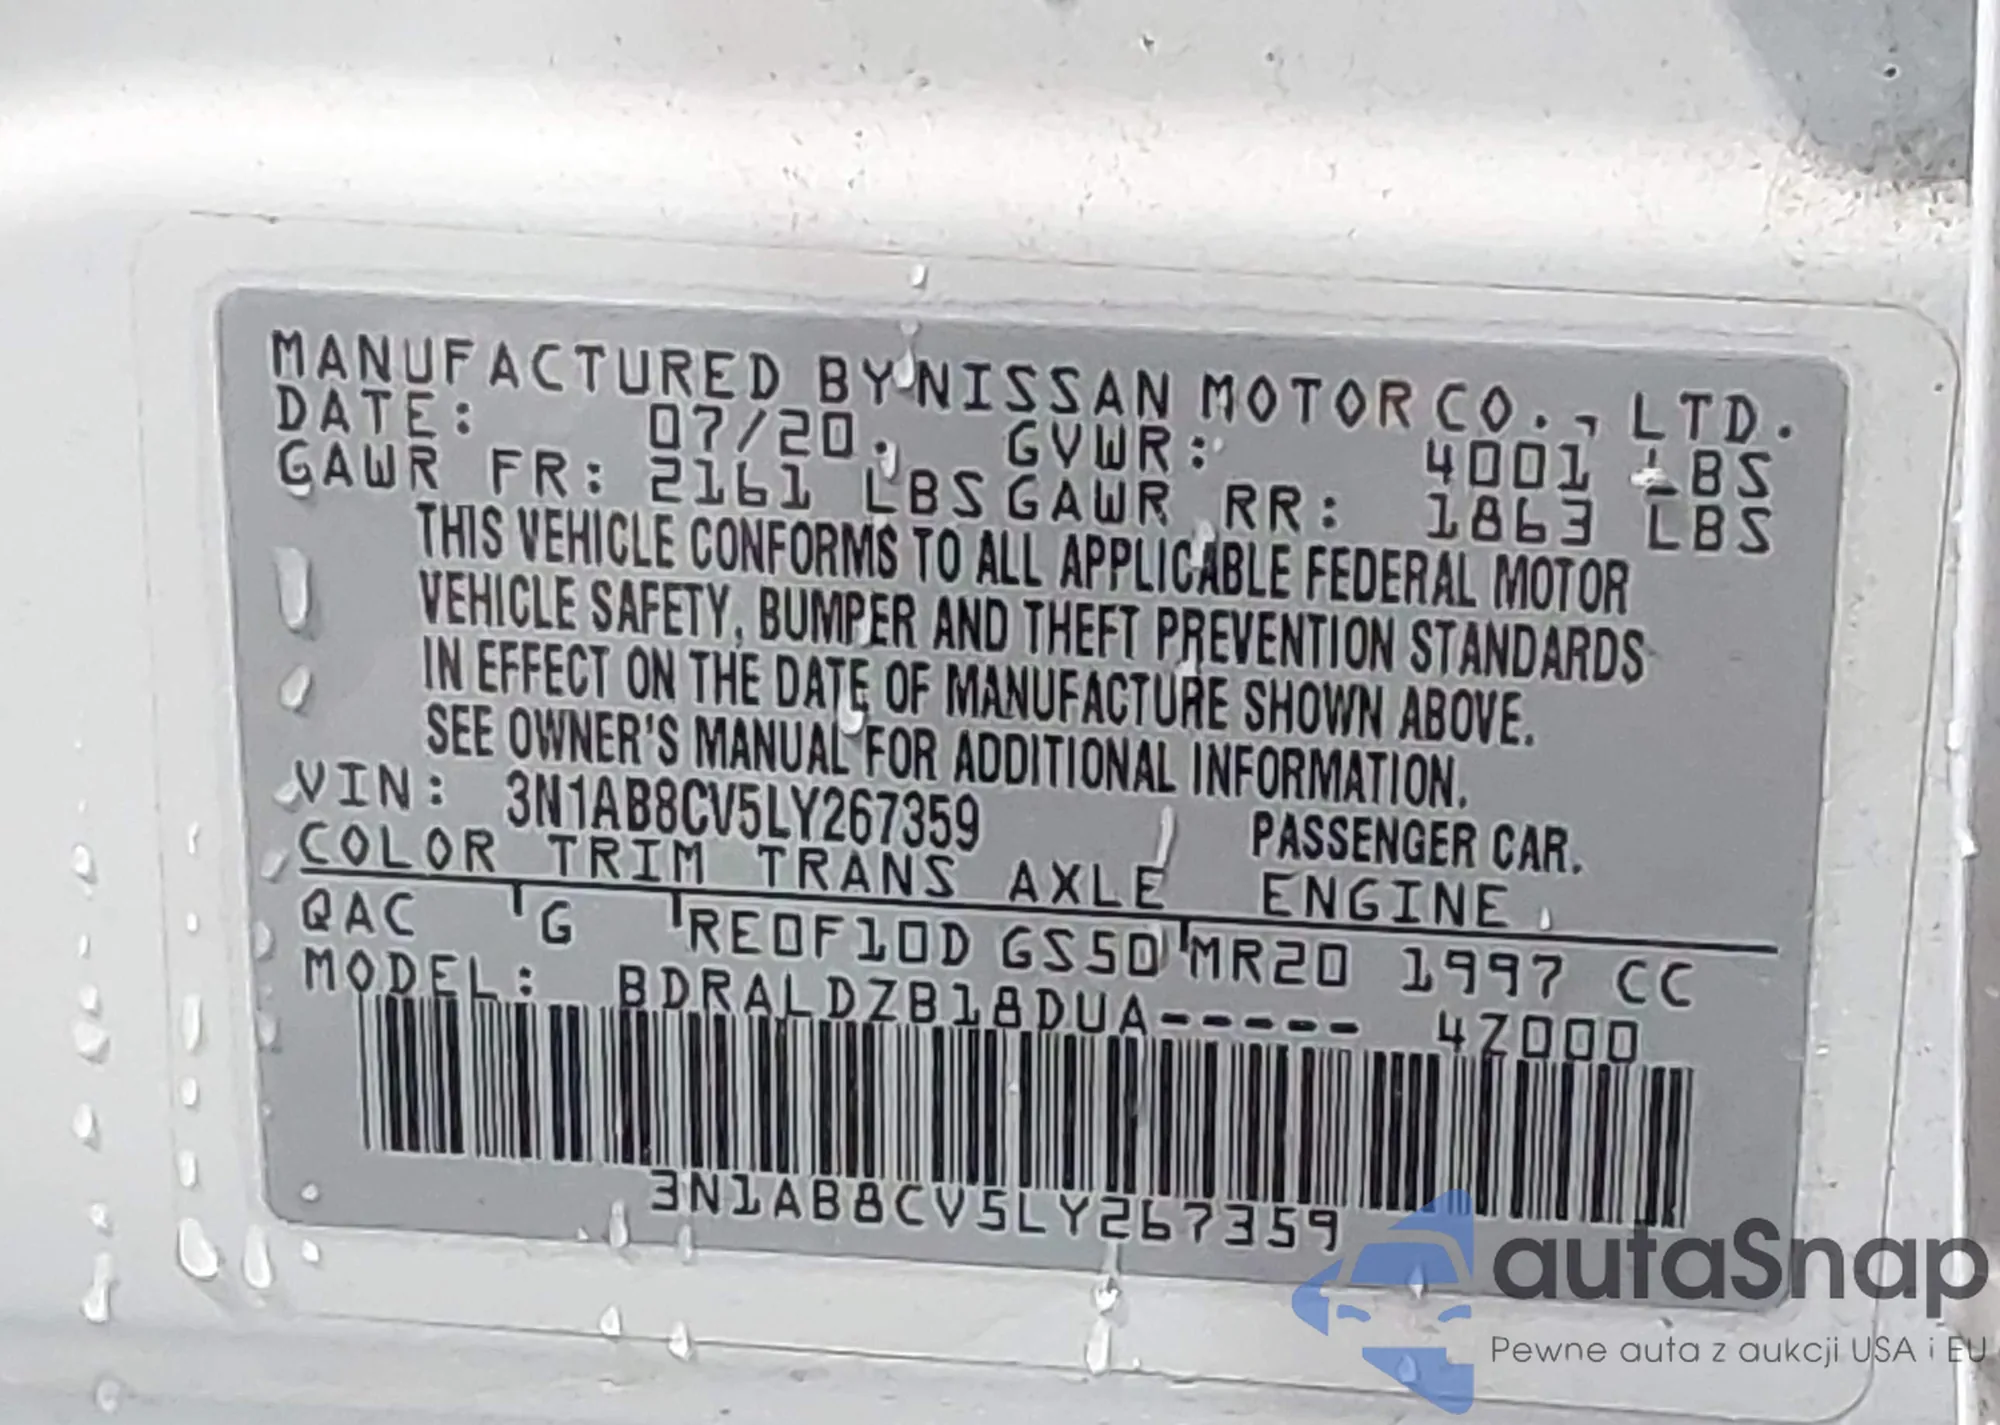 MANUFACTURED BY NISSAN MOTOR CO., LTD.
DATE: 07/20. GVWR: 4001 LBS
GAWR FR: 2161 LBS GAWR RR: 1863 LBS
THIS VEHICLE CONFORMS TO ALL APPLICABLE FEDERAL MOTOR
VEHICLE SAFETY, BUMPER AND THEFT PREVENTION STANDARDS
IN EFFECT ON THE DATE OF MANUFACTURE SHOWN ABOVE.
SEE OWNER'S MANUAL FOR ADDITIONAL INFORMATION.
VIN: 3N1AB8CV5LY267359 PASSENGER CAR.
COLOR TRIM TRANS AXLE ENGINE
QAC G RE0F10D GS50 MR20 1997 CC
MODEL: BDRALDZB18DUA----- 4Z000
3N1AB8CV5LY267359
autaSnap
Pewne auta z aukcji USA i EU